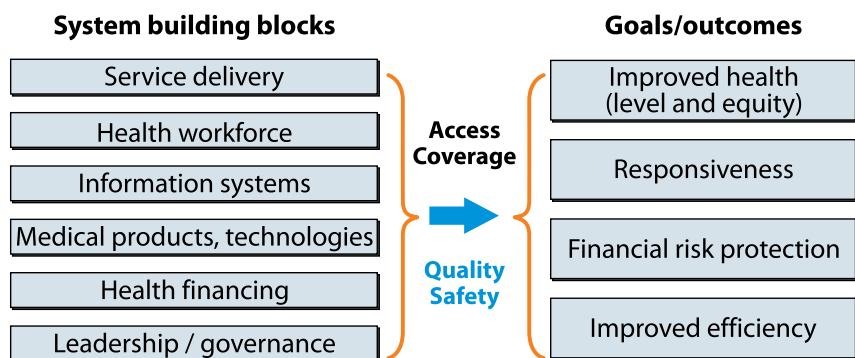 System building blocks
Service delivery
Health workforce
Information systems
Medical products, technologies
Health financing
Leadership / governance
Access
Coverage
Quality
Safety
Goals/outcomes
Improved health
(level and equity)
Responsiveness
Financial risk protection
Improved efficiency